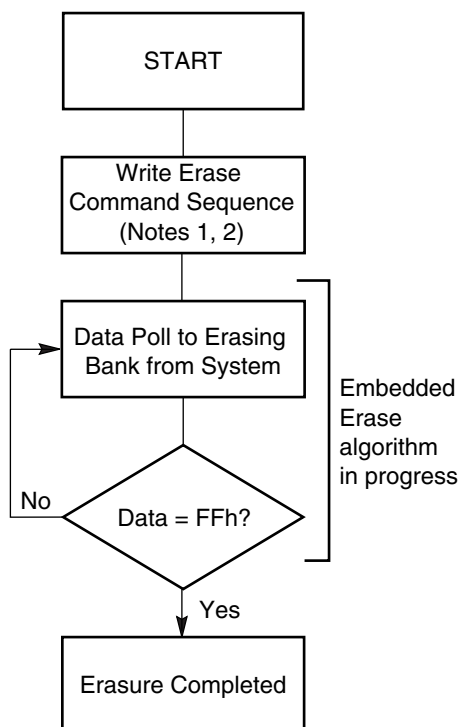 START
Write Erase
Command Sequence
(Notes 1, 2)
Data Poll to Erasing
Bank from System
Embedded
Erase
algorithm
in progress
No
Data = FFh?
Yes
Erasure Completed